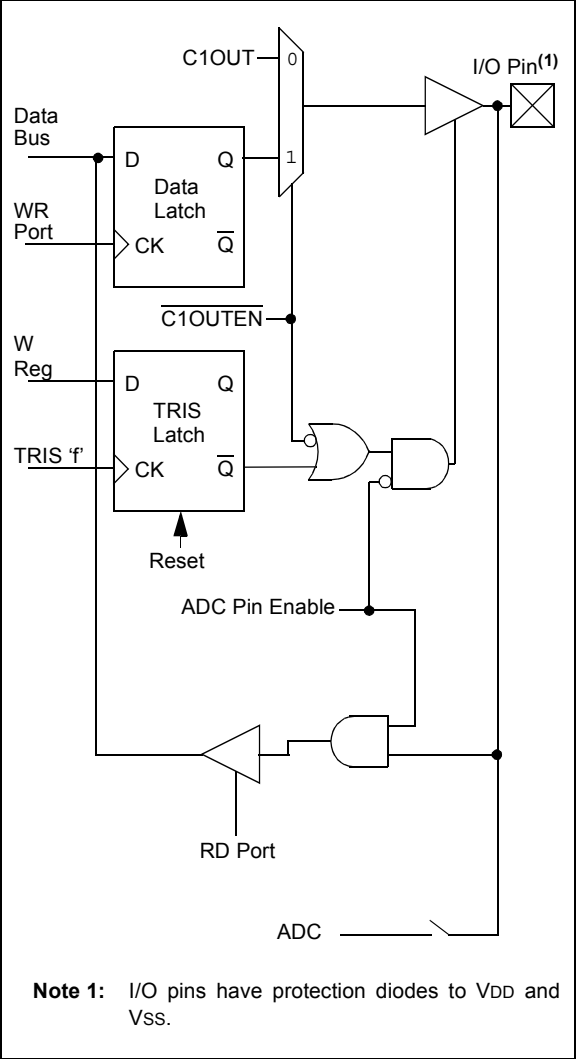 C1OUT
0
I/O Pin(1)
Data
Bus
D
Q
1
Data
Latch
WR
Port
CK
Q̅
C̅1̅O̅U̅T̅E̅N̅
W
Reg
D
Q
TRIS
Latch
TRIS ‘f’
CK
Q̅
Reset
ADC Pin Enable
RD Port
ADC
Note 1: I/O pins have protection diodes to VDD and
VSS.